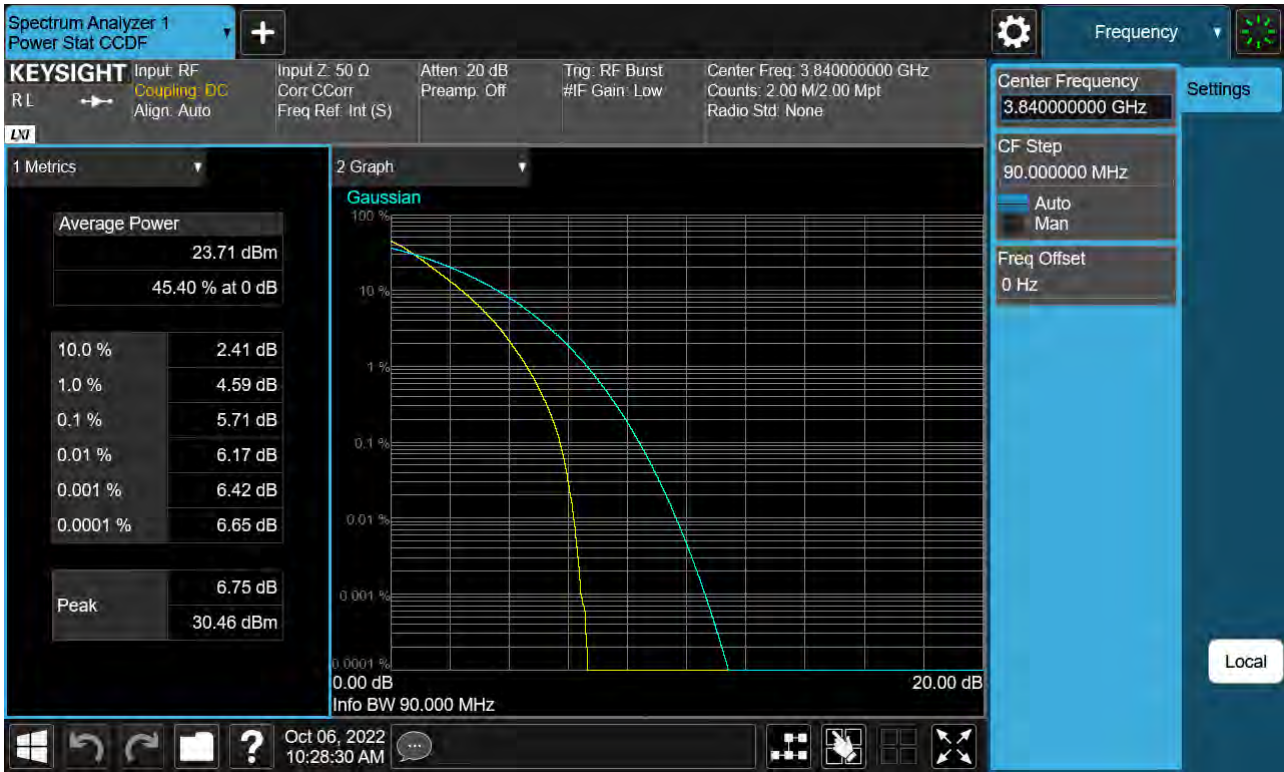 Spectrum Analyzer 1
Power Stat CCDF
+
Frequency
KEYSIGHT
RL
LXI
Input: RF
Coupling: DC
Align: Auto
Input Z: 50 Ω
Corr CCorr
Freq Ref: Int (S)
Atten: 20 dB
Preamp: Off
Trig: RF Burst
#IF Gain: Low
Center Freq: 3.840000000 GHz
Counts: 2.00 M/2.00 Mpt
Radio Std: None
Center Frequency
3.840000000 GHz
Settings
CF Step
90.000000 MHz
Auto
Man
Freq Offset
0 Hz
Local
1 Metrics
Average Power
23.71 dBm
45.40 % at 0 dB
10.0 % 2.41 dB
1.0 % 4.59 dB
0.1 % 5.71 dB
0.01 % 6.17 dB
0.001 % 6.42 dB
0.0001 % 6.65 dB
Peak
6.75 dB
30.46 dBm
2 Graph
Gaussian
100 %
10 %
1 %
0.1 %
0.01 %
0.001 %
0.0001 %
0.00 dB
20.00 dB
Info BW 90.000 MHz
?
Oct 06, 2022
10:28:30 AM